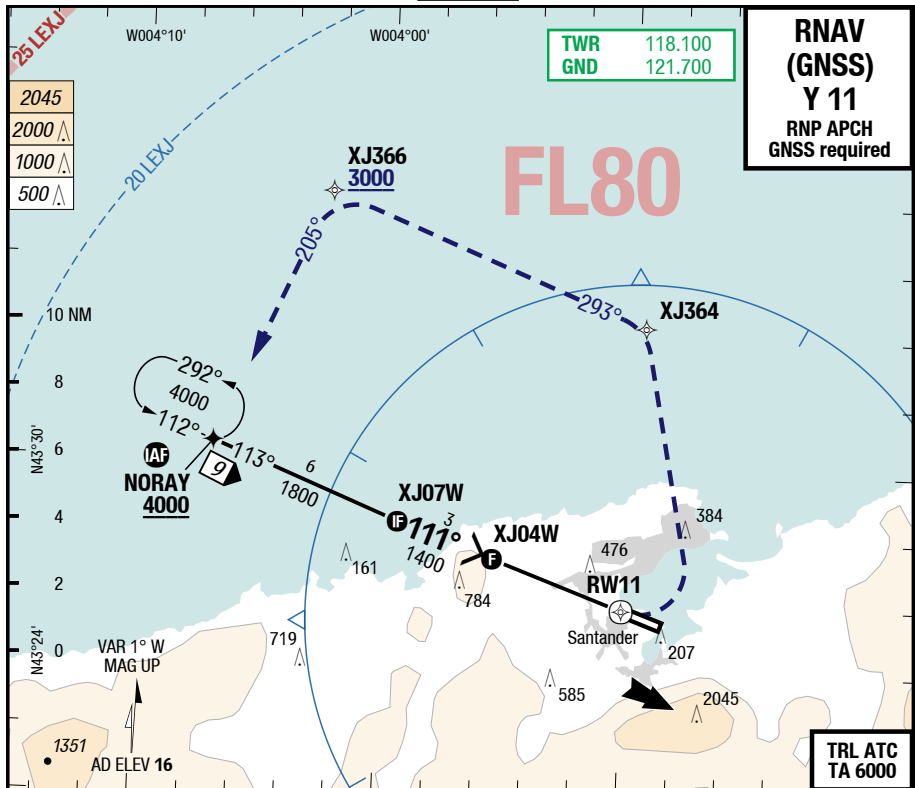 25 LEXJ
W004°10'
W004°00'
TWR 118.100
GND 121.700
RNAV
(GNSS)
Y 11
RNP APCH
GNSS required
2045
2000
1000
500
20 LEXJ
XJ366
3000
FL80
205°
293°
XJ364
10 NM
8
6
4
2
0
N43°30'
N43°24'
292°
4000
112°
113°
6
1800
IAF
NORAY
4000
9
XJ07W
IF
111°
3
1400
XJ04W
F
384
476
161
784
RW11
Santander
207
719
585
2045
VAR 1° W
MAG UP
1351
AD ELEV 16
TRL ATC
TA 6000